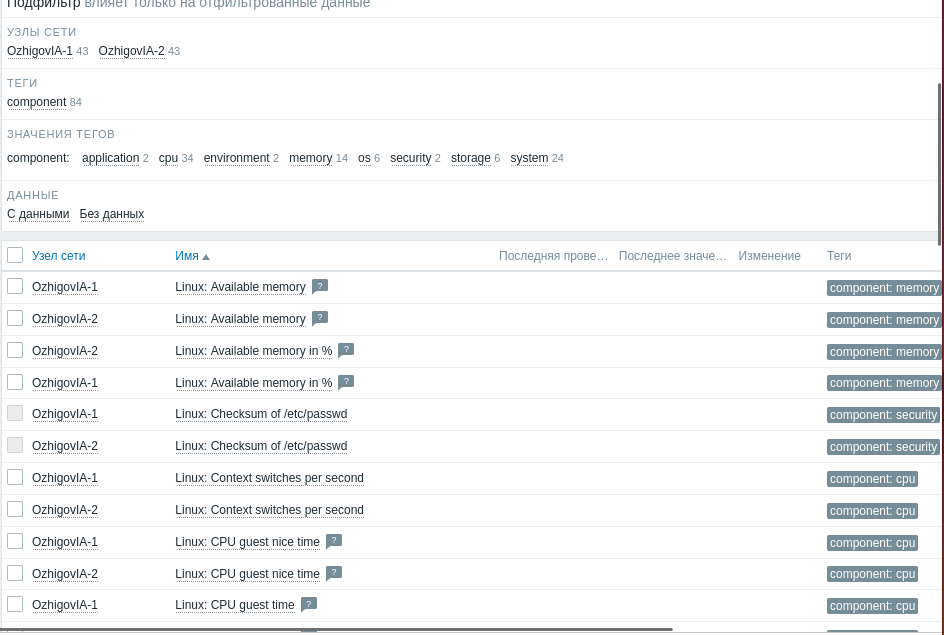 Подфильтр влияет только на отфильтрованные данные
УЗЛЫ СЕТИ
OzhigovIA-1 43 OzhigovIA-2 43
ТЕГИ
component 84
ЗНАЧЕНИЯ ТЕГОВ
component: application 2 cpu 34 environment 2 memory 14 os 6 security 2 storage 6 system 24
ДАННЫЕ
С данными Без данных
Узел сети Имя Последняя прове... Последнее значе... Изменение Теги
OzhigovIA-1 Linux: Available memory ? component: memory
OzhigovIA-2 Linux: Available memory ? component: memory
OzhigovIA-2 Linux: Available memory in % ? component: memory
OzhigovIA-1 Linux: Available memory in % ? component: memory
OzhigovIA-1 Linux: Checksum of /etc/passwd component: security
OzhigovIA-2 Linux: Checksum of /etc/passwd component: security
OzhigovIA-1 Linux: Context switches per second component: cpu
OzhigovIA-2 Linux: Context switches per second component: cpu
OzhigovIA-1 Linux: CPU guest nice time ? component: cpu
OzhigovIA-2 Linux: CPU guest nice time ? component: cpu
OzhigovIA-1 Linux: CPU guest time ? component: cpu